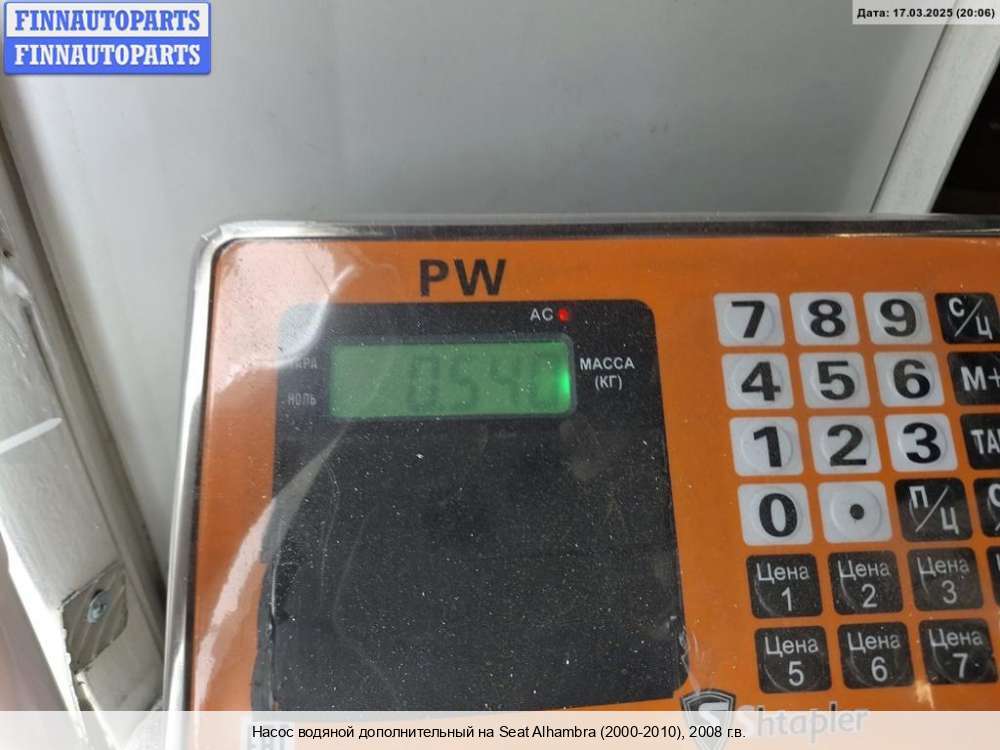 FINNAUTOPARTS
FINNAUTOPARTS
Дата: 17.03.2025 (20:06)
PW
AC
МАССА
(КГ)
НОЛЬ
7 8 9 С/Ц
4 5 6 М+
1 2 3
0 . П/Ц
Цена 1 Цена 2 Цена 3
Цена 5 Цена 6 Цена 7
Shtapler
Насос водяной дополнительный на Seat Alhambra (2000-2010), 2008 г.в.